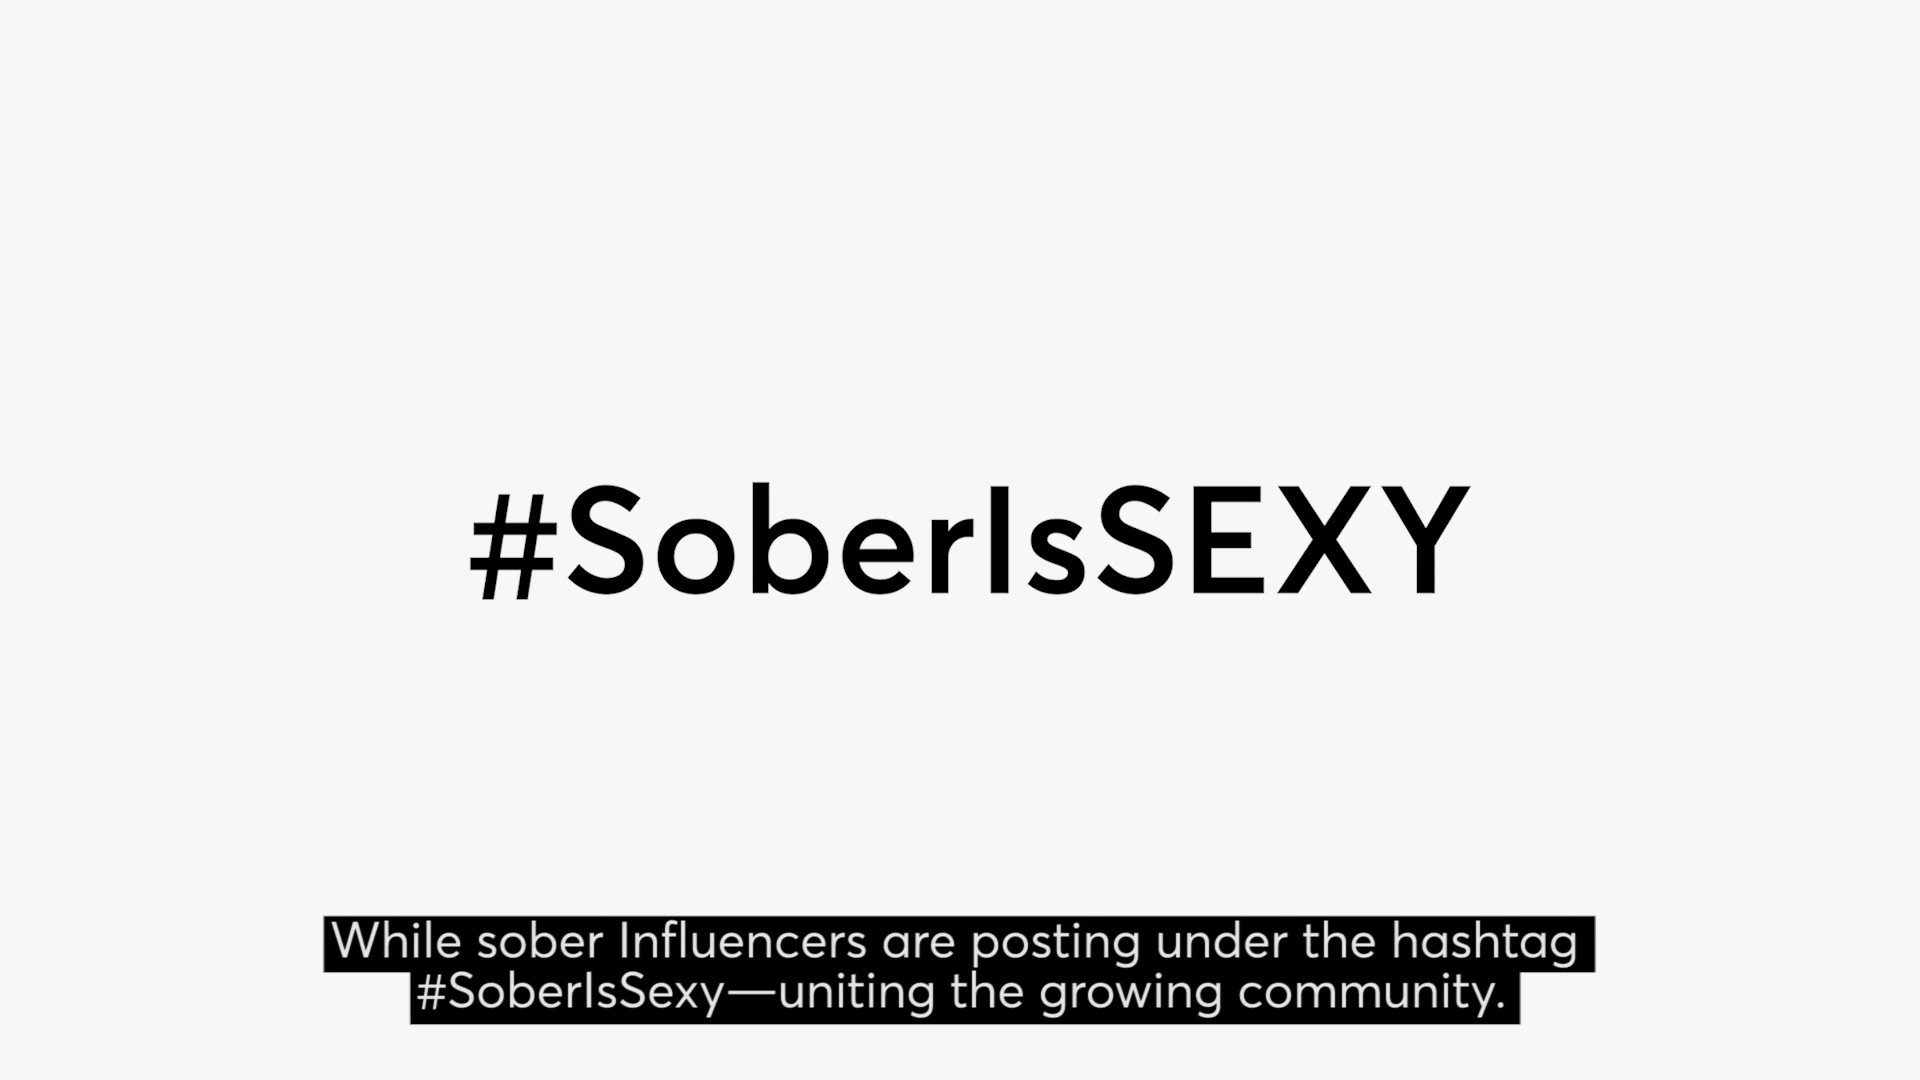 #SoberIsSEXY
While sober Influencers are posting under the hashtag
#SoberIsSexy—uniting the growing community.